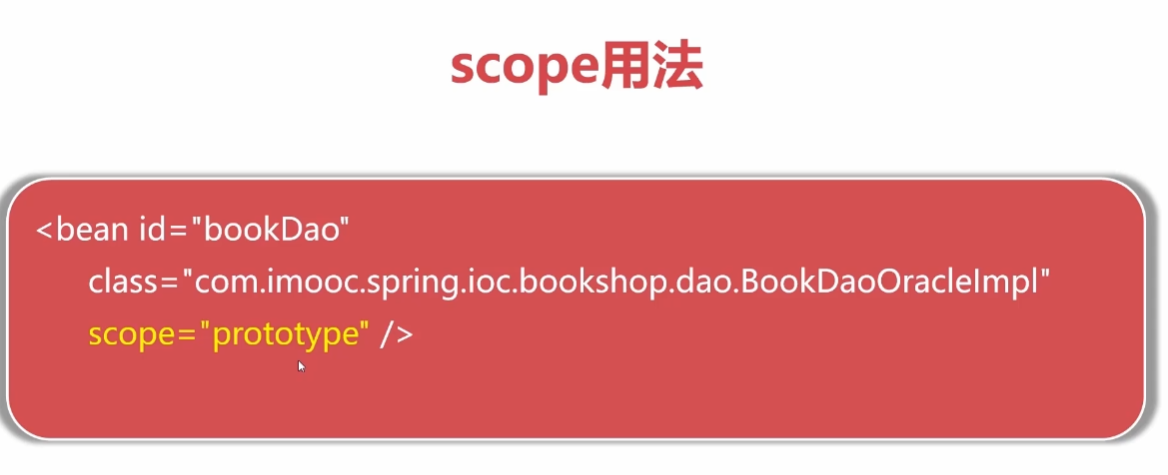 scope用法
<bean id="bookDao"
class="com.imooc.spring.ioc.bookshop.dao.BookDaoOracleImpl"
scope="prototype" />